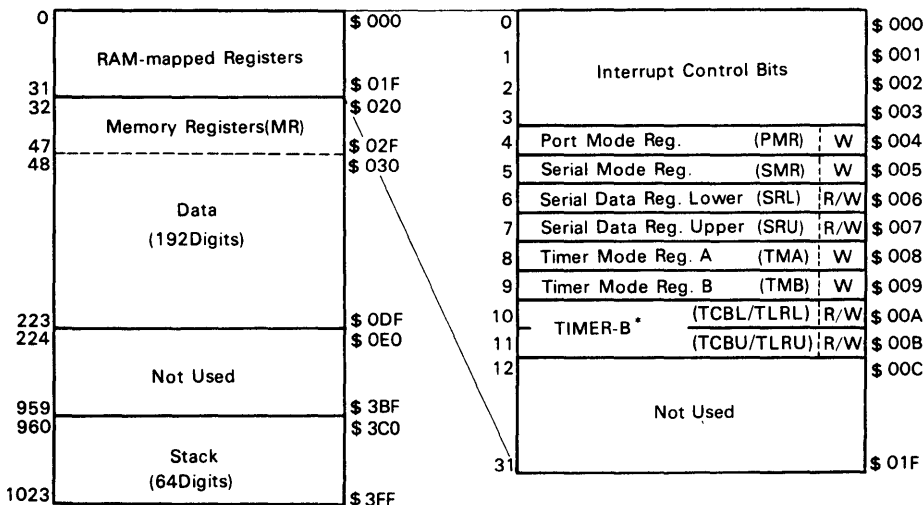 0 $ 000
RAM-mapped Registers
31 $ 01F
32 $ 020
Memory Registers(MR)
47 $ 02F
48 $ 030
Data
(192Digits)
223 $ 0DF
224 $ 0E0
Not Used
959 $ 3BF
960 $ 3C0
Stack
(64Digits)
1023 $ 3FF
0 $ 000
1 $ 001
Interrupt Control Bits
2 $ 002
3 $ 003
4 Port Mode Reg. (PMR) W $ 004
5 Serial Mode Reg. (SMR) W $ 005
6 Serial Data Reg. Lower (SRL) R/W $ 006
7 Serial Data Reg. Upper (SRU) R/W $ 007
8 Timer Mode Reg. A (TMA) W $ 008
9 Timer Mode Reg. B (TMB) W $ 009
10 (TCBL/TLRL) R/W $ 00A
TIMER-B*
11 (TCBU/TLRU) R/W $ 00B
12 $ 00C
Not Used
31 $ 01F